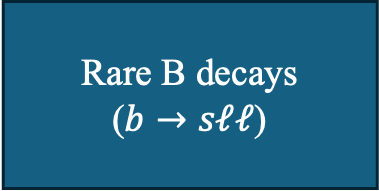 Rare B decays
(𝑏 → 𝑠ℓℓ)